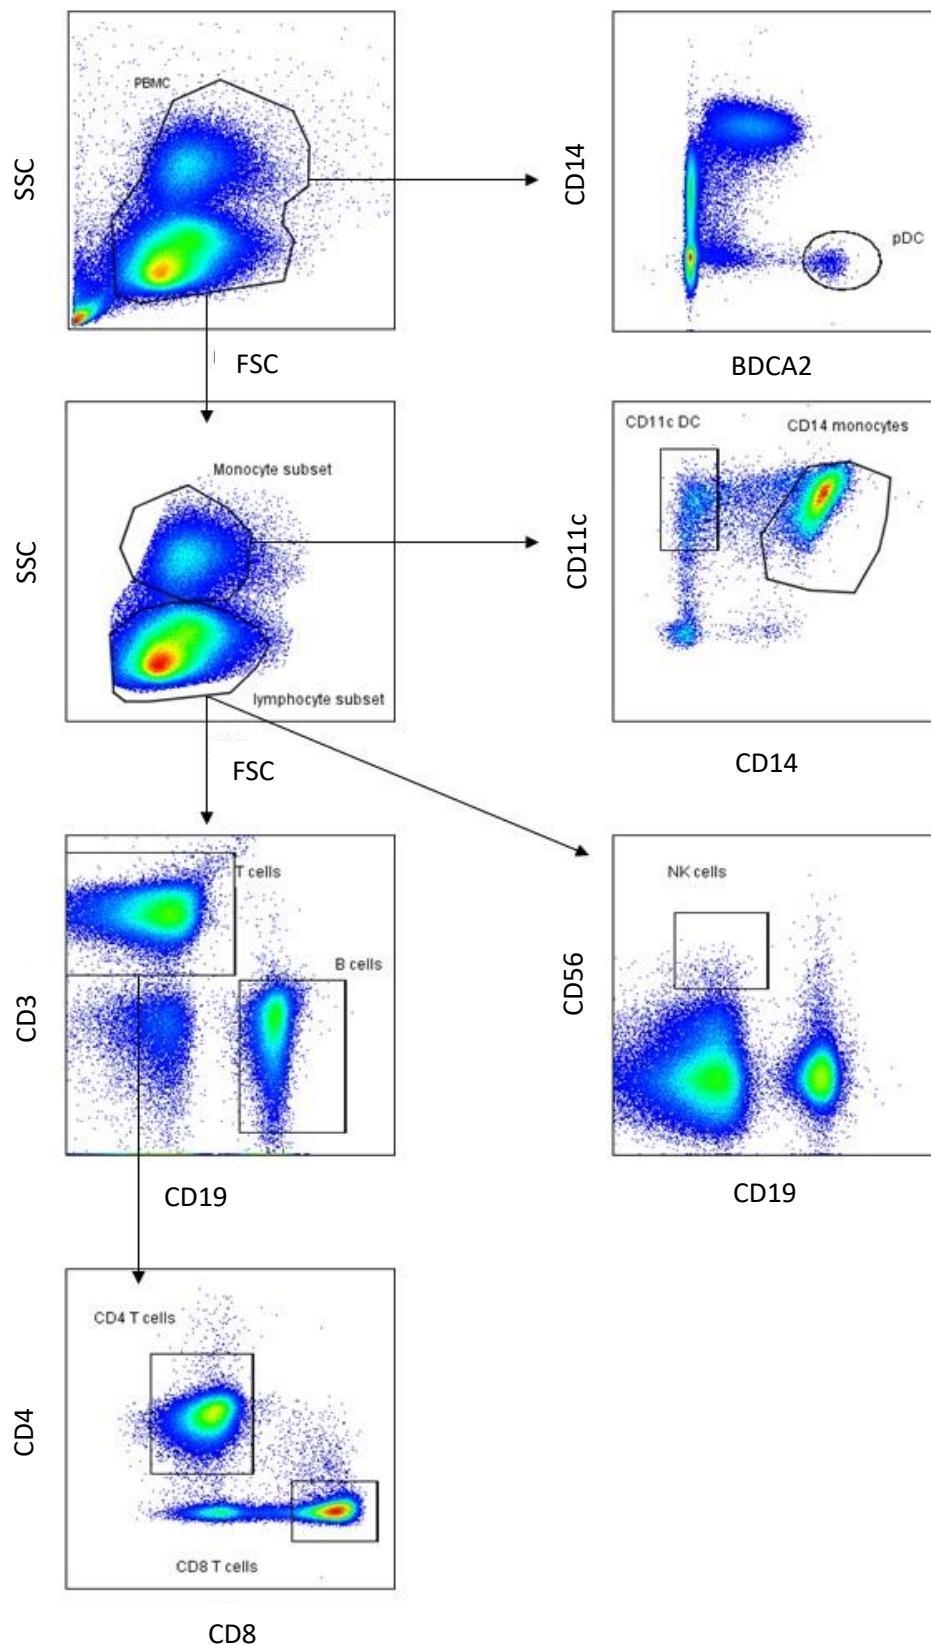 PBMC
SSC
FSC
CD14
pDC
BDCA2
Monocyte subset
SSC
lymphocyte subset
FSC
CD11c DC
CD14 monocytes
CD11c
CD14
T cells
B cells
CD3
CD19
NK cells
CD56
CD19
CD4 T cells
CD4
CD8 T cells
CD8